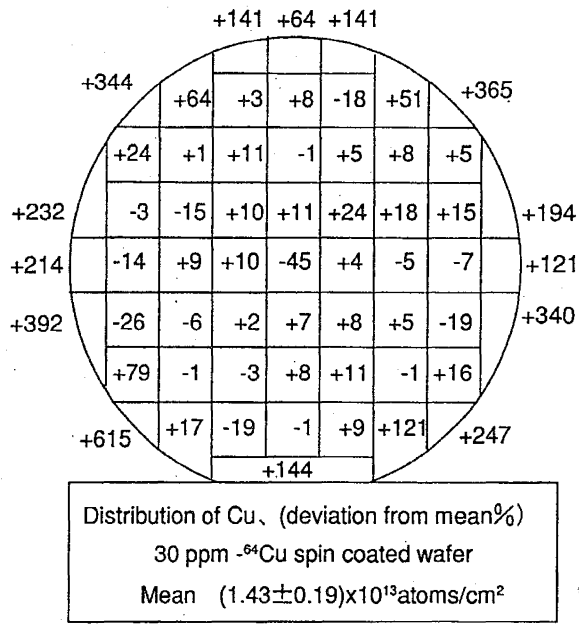 +141 +64 +141
+344 +64 +3 +8 -18 +51 +365
+24 +1 +11 -1 +5 +8 +5
+232 -3 -15 +10 +11 +24 +18 +15 +194
+214 -14 +9 +10 -45 +4 -5 -7 +121
+392 -26 -6 +2 +7 +8 +5 -19 +340
+79 -1 -3 +8 +11 -1 +16
+615 +17 -19 -1 +9 +121 +247
+144
Distribution of Cu、(deviation from mean%)
30 ppm -⁶⁴Cu spin coated wafer
Mean (1.43±0.19)x10¹³atoms/cm²